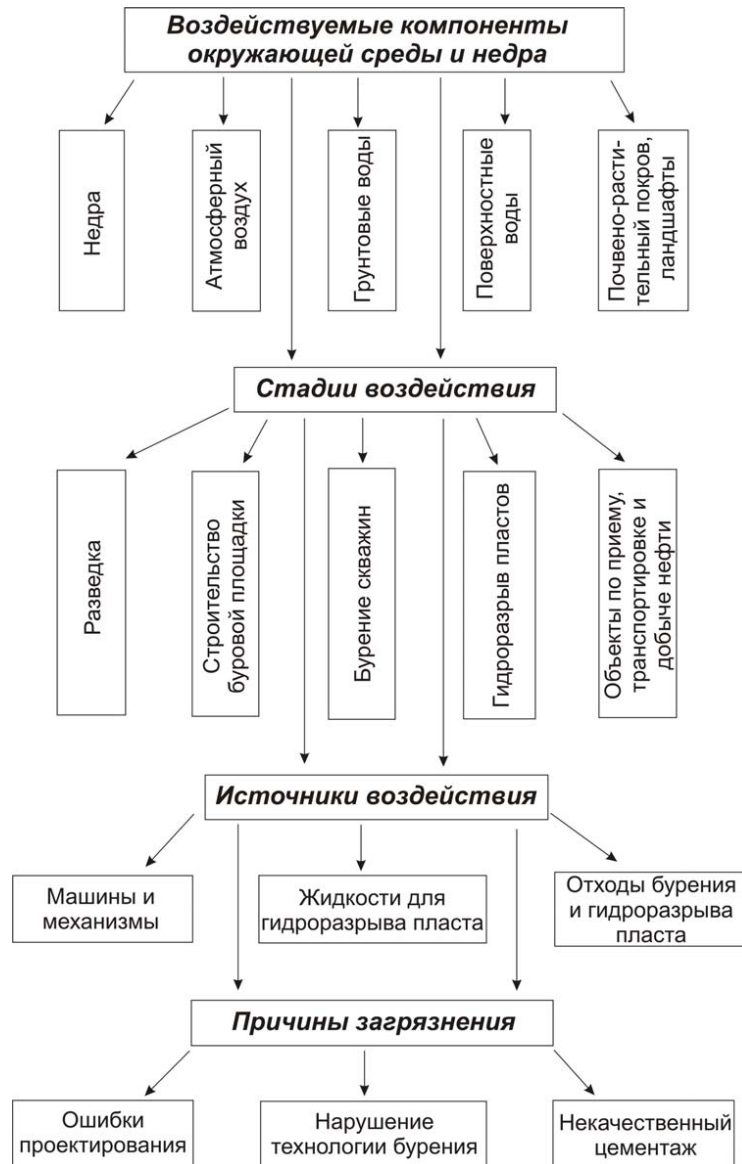 Воздействуемые компоненты
окружающей среды и недра
Недра
Атмосферный
воздух
Грунтовые воды
Поверхностные
воды
Почвено-расти-
тельный покров,
ландшафты
Стадии воздействия
Разведка
Строительство
буровой площадки
Бурение скважин
Гидроразрыв пластов
Объекты по приему,
транспортировке и
добыче нефти
Источники воздействия
Машины и
механизмы
Жидкости для
гидроразрыва пласта
Отходы бурения
и гидроразрыва
пласта
Причины загрязнения
Ошибки
проектирования
Нарушение
технологии бурения
Некачественный
цементаж